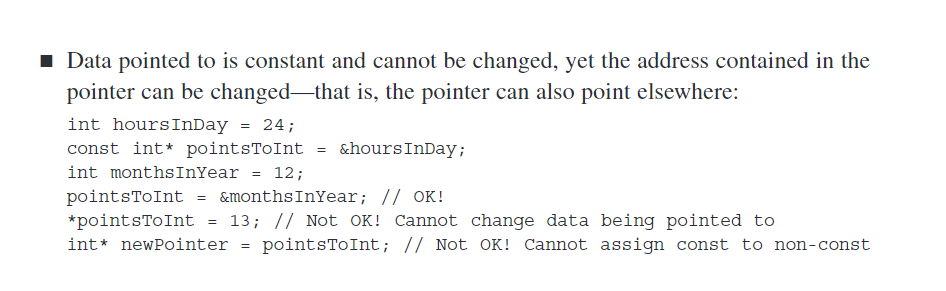 ■ Data pointed to is constant and cannot be changed, yet the address contained in the
pointer can be changed—that is, the pointer can also point elsewhere:
int hoursInDay = 24;
const int* pointsToInt = &hoursInDay;
int monthsInYear = 12;
pointsToInt = &monthsInYear; // OK!
*pointsToInt = 13; // Not OK! Cannot change data being pointed to
int* newPointer = pointsToInt; // Not OK! Cannot assign const to non-const